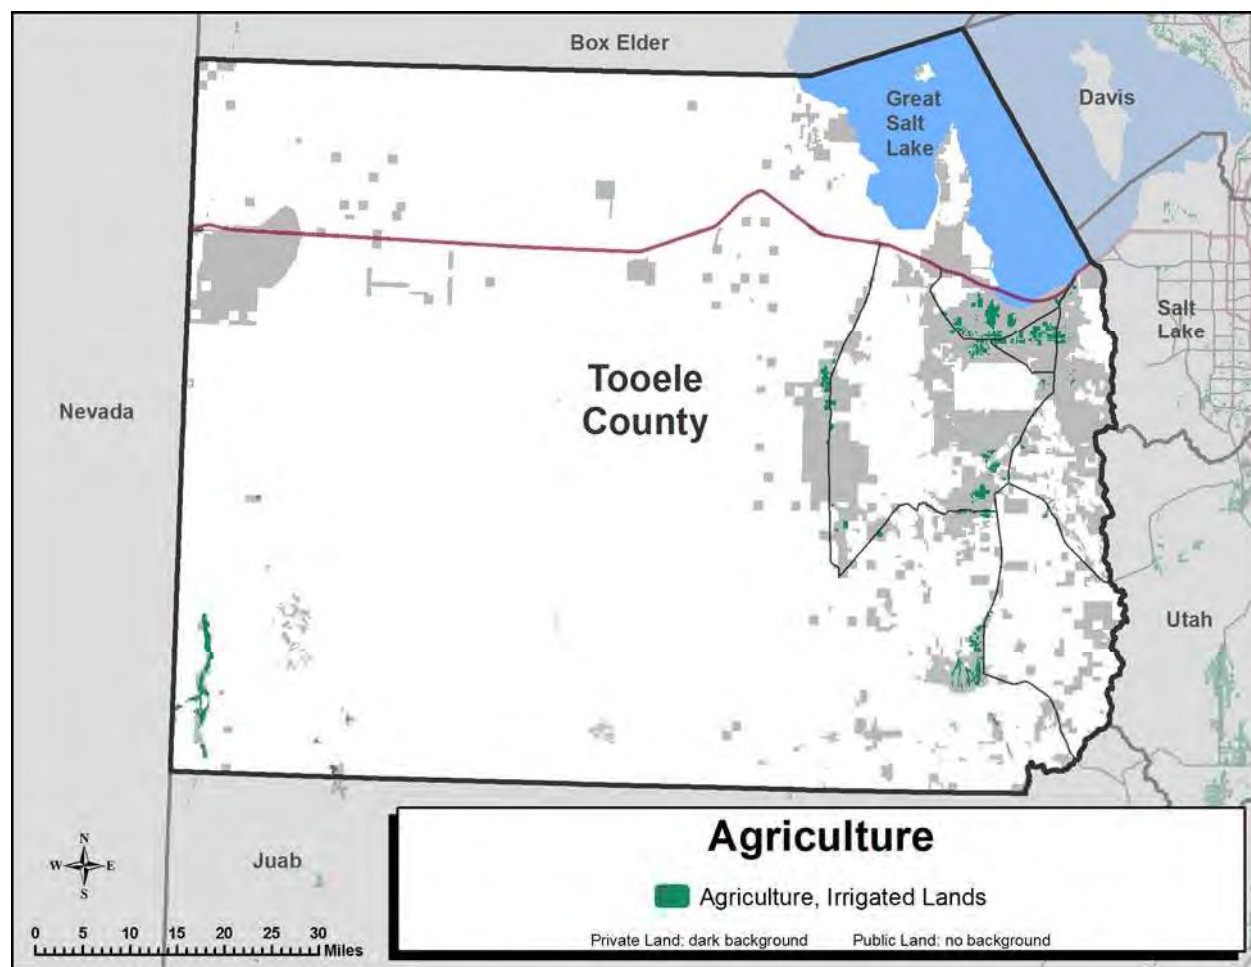 Box Elder
Great
Salt
Lake
Davis
Salt
Lake
Tooele
County
Nevada
Utah
Juab
N
W
E
S
0 5 10 15 20 25 30
Miles
Agriculture
Agriculture, Irrigated Lands
Private Land: dark background
Public Land: no background